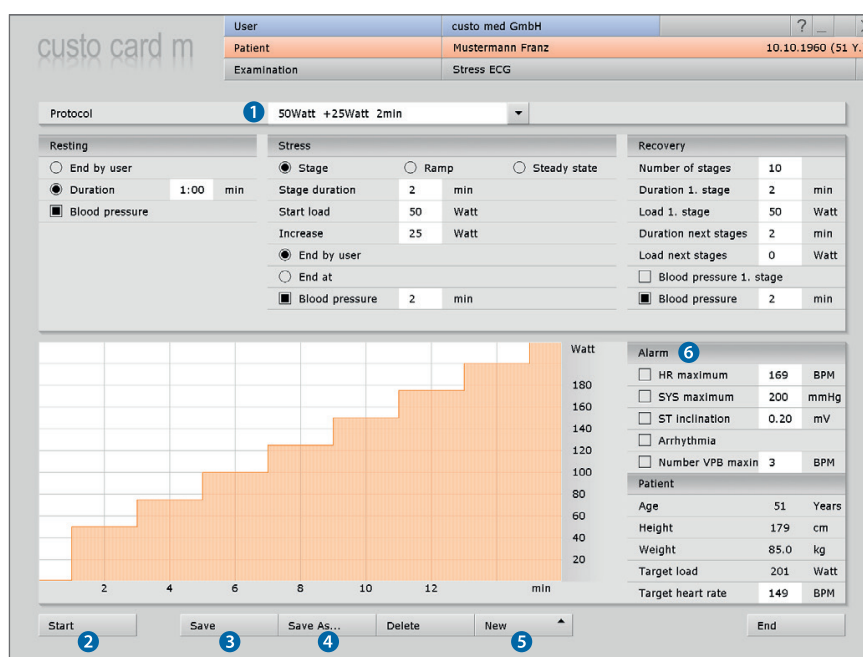 custo card m
User custo med GmbH ? _
Patient Mustermann Franz 10.10.1960 (51 Y.
Examination Stress ECG
Protocol 1 50Watt +25Watt 2min
Resting Stress Recovery
End by user Stage Ramp Steady state Number of stages 10
Duration 1:00 min Stage duration 2 min Duration 1. stage 2 min
Blood pressure Start load 50 Watt Load 1. stage 50 Watt
Increase 25 Watt Duration next stages 2 min
End by user Load next stages 0 Watt
End at Blood pressure 1. stage
Blood pressure 2 min Blood pressure 2 min
Watt Alarm 6
180 HR maximum 169 BPM
160 SYS maximum 200 mmHg
140 ST inclination 0.20 mV
120 Arrhythmia
100 Number VPB maxin 3 BPM
80 Patient
60 Age 51 Years
40 Height 179 cm
20 Weight 85.0 kg
Target load 201 Watt
2 4 6 8 10 12 min Target heart rate 149 BPM
Start Save Save As... Delete New End
2 3 4 5